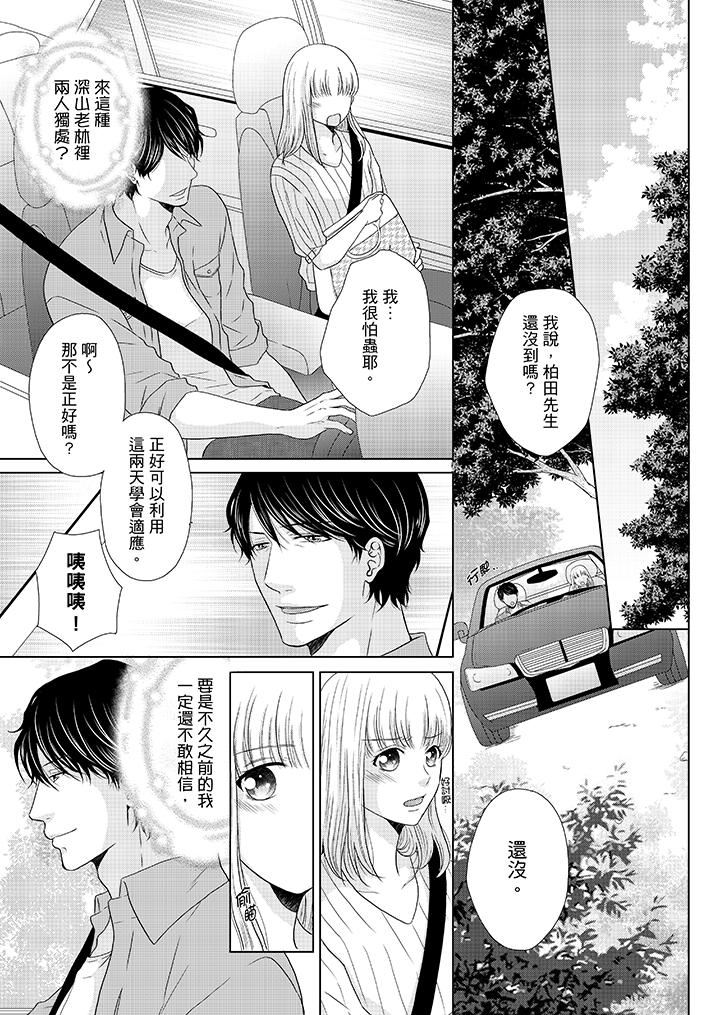 我說，柏田先生
還沒到嗎？
行駛…
還沒。
來這種
深山老林裡
兩人獨處？
我…
我很怕蟲耶。
啊～
那不是正好嗎？
正好可以利用
這兩天學會適應。
咦咦咦！
要是不久之前的我
一定還不敢相信，
偷瞄